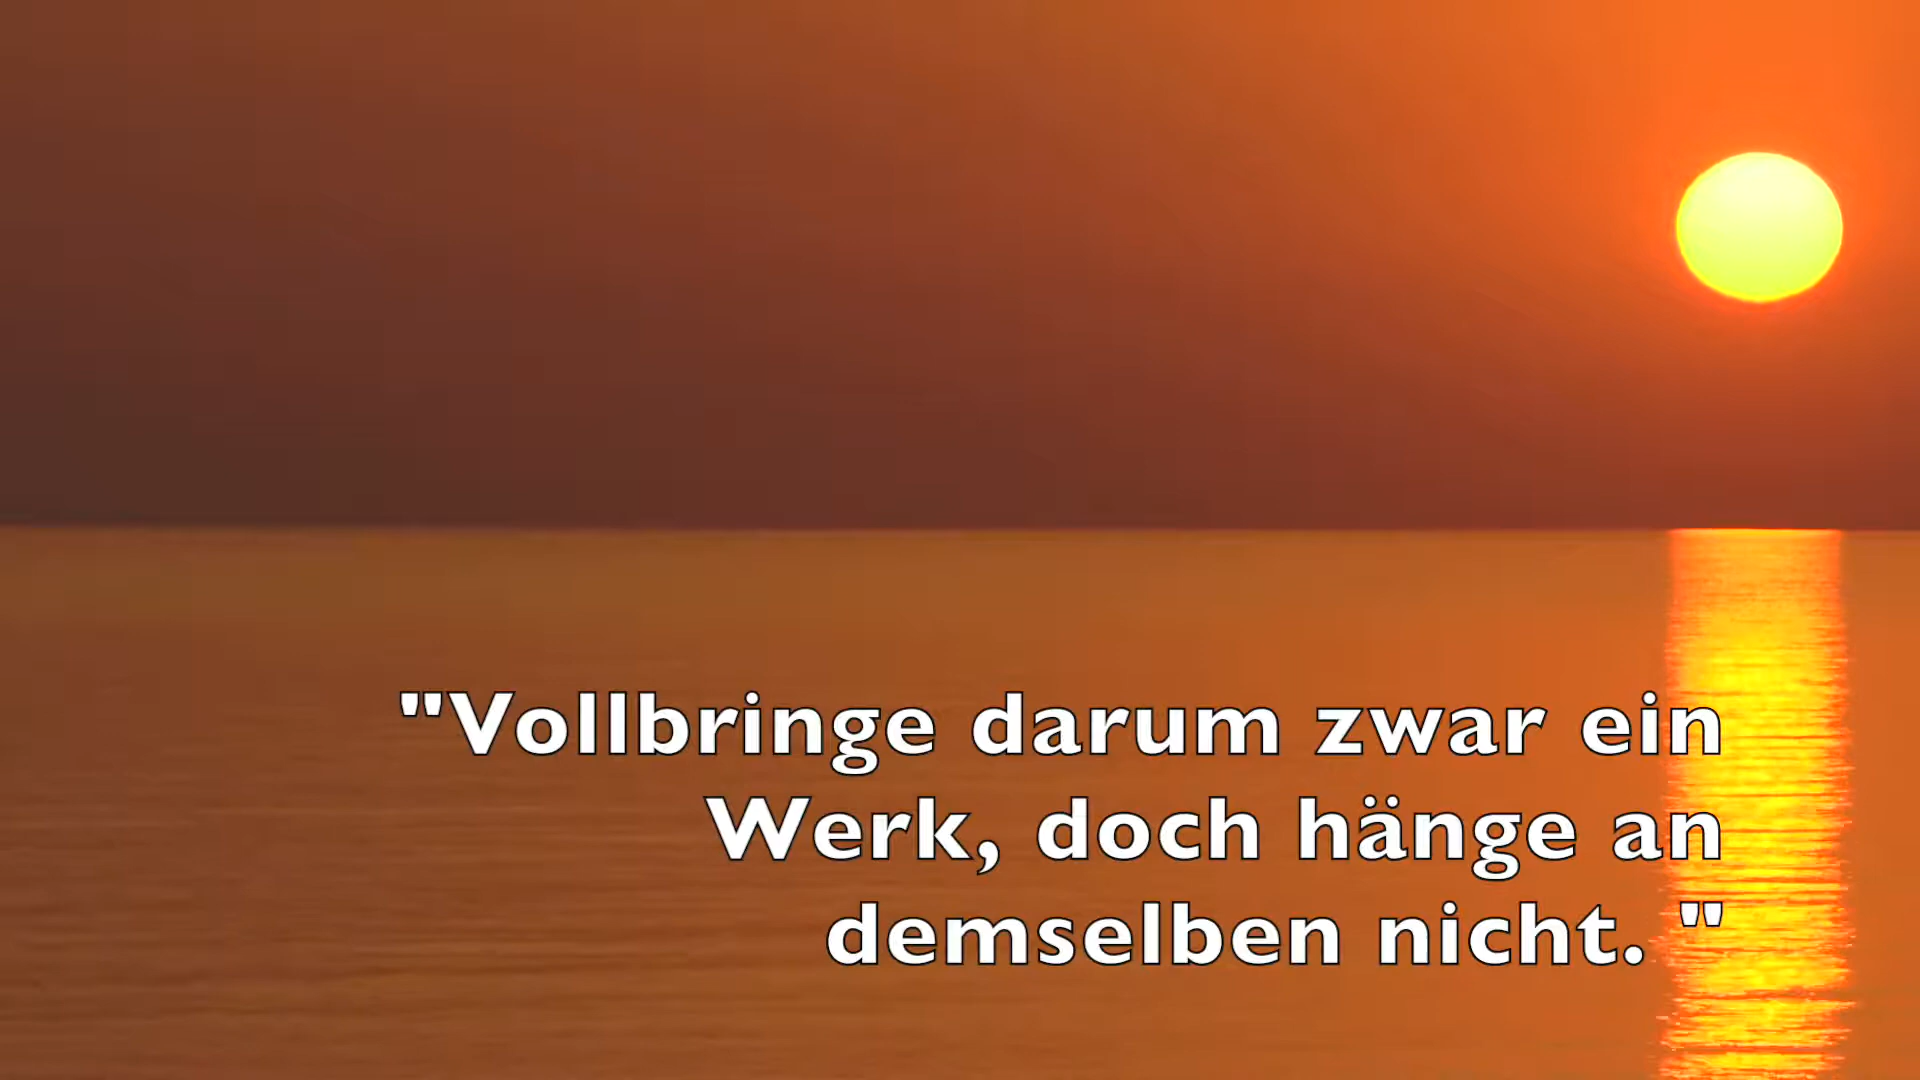 "Vollbringe darum zwar ein
Werk, doch hänge an
demselben nicht. "